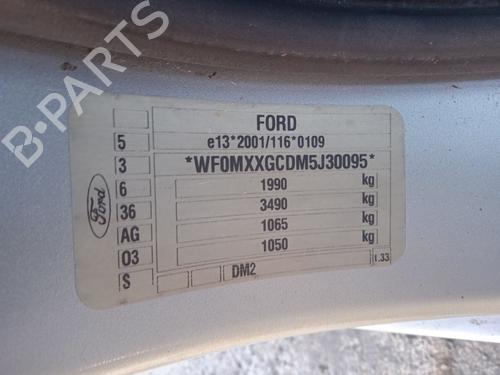 FORD
5 e13*2001/116*0109
3 *WF0MXXGCDM5J30095*
6 1990 kg
36 3490 kg
AG 1065 kg
O3 1050 kg
S DM2 1.33
Ford
B-PARTS